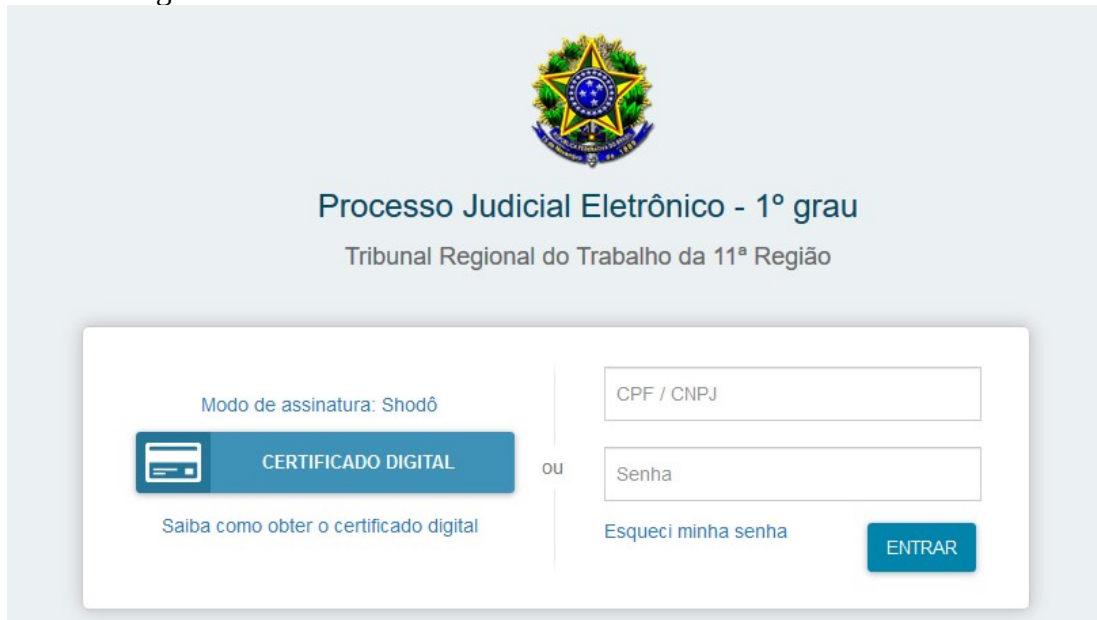 Processo Judicial Eletrônico - 1º grau
Tribunal Regional do Trabalho da 11ª Região
Modo de assinatura: Shodô
CERTIFICADO DIGITAL
Saiba como obter o certificado digital
ou
CPF / CNPJ
Senha
Esqueci minha senha
ENTRAR